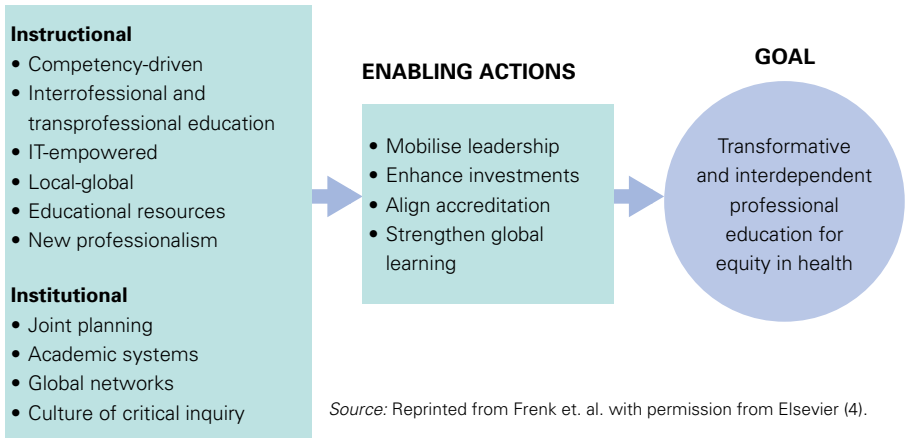 Instructional
• Competency-driven
• Interrofessional and
transprofessional education
• IT-empowered
• Local-global
• Educational resources
• New professionalism
Institutional
• Joint planning
• Academic systems
• Global networks
• Culture of critical inquiry
ENABLING ACTIONS
• Mobilise leadership
• Enhance investments
• Align accreditation
• Strengthen global
learning
GOAL
Transformative
and interdependent
professional
education for
equity in health
Source: Reprinted from Frenk et. al. with permission from Elsevier (4).